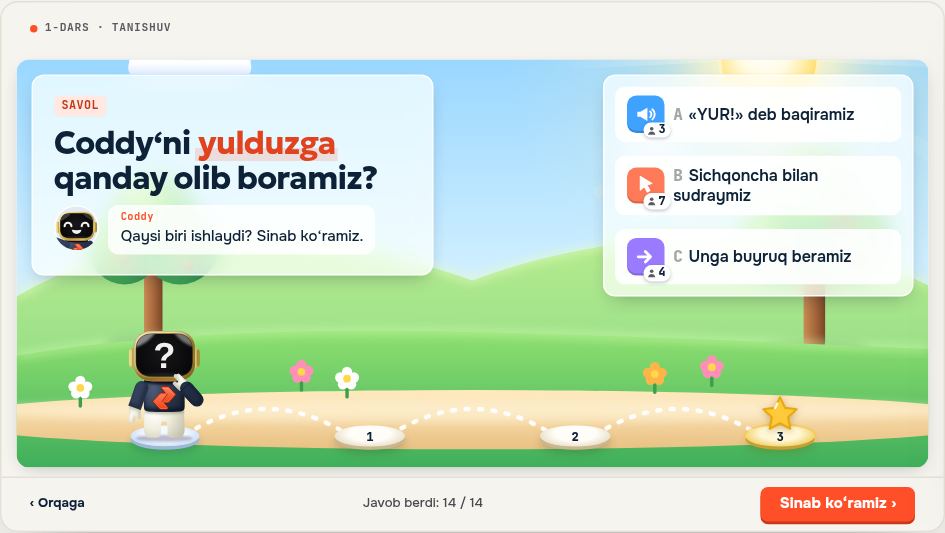 1-DARS · TANISHUV
SAVOL
Coddy‘ni yulduzga
qanday olib boramiz?
Coddy
Qaysi biri ishlaydi? Sinab ko‘ramiz.
A «YUR!» deb baqiramiz
3
B Sichqoncha bilan
sudraymiz
7
C Unga buyruq beramiz
4
?
1
2
3
‹ Orqaga
Javob berdi: 14 / 14
Sinab ko‘ramiz ›